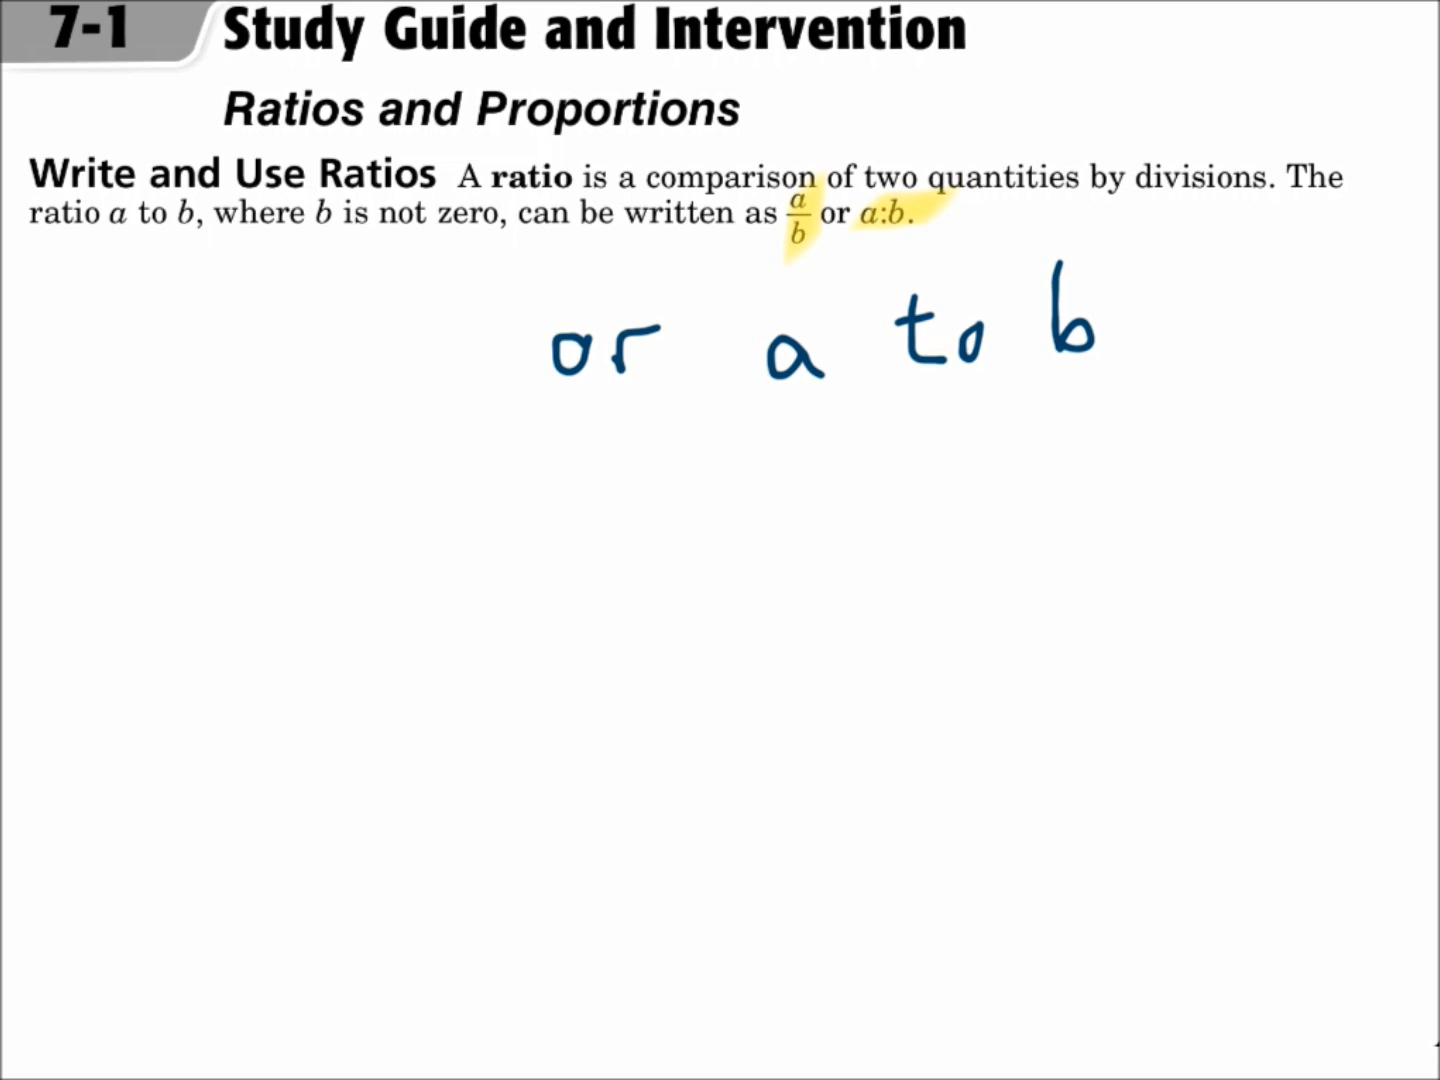 7-1 Study Guide and Intervention
Ratios and Proportions
Write and Use Ratios A ratio is a comparison of two quantities by divisions. The
ratio a to b, where b is not zero, can be written as a/b or a:b.
or a to b